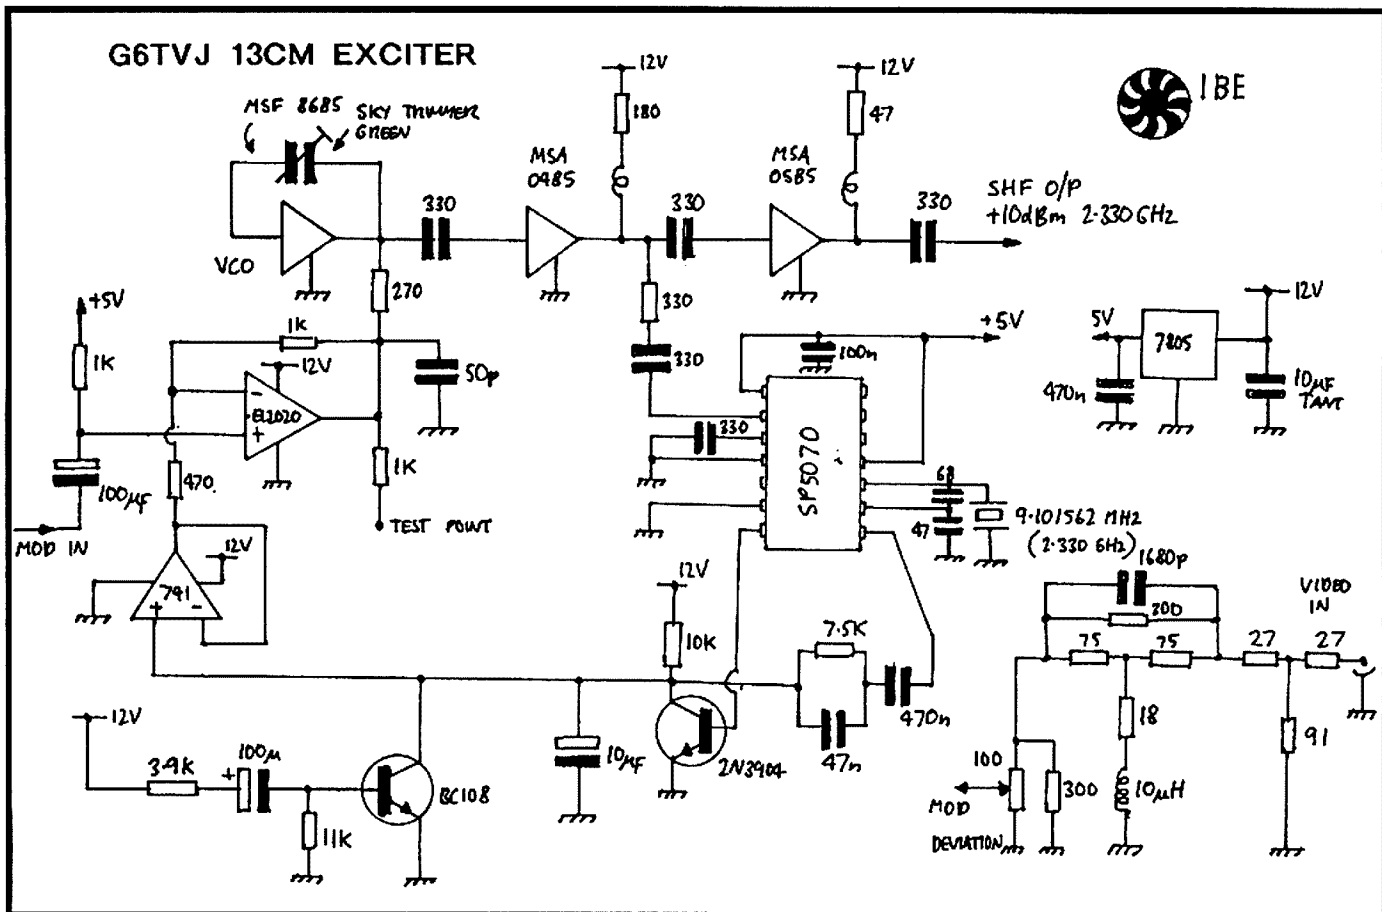 G6TVJ 13CM EXCITER
MSF 8685
SKY TRIMMER
GREEN
12V
180
12V
47
1BE
MSA
0485
MSA
0585
SHF O/P
+10dBm 2.330GHz
330
330
330
VCO
270
330
+5V
1K
1K
12V
EL2020
-
+
50p
330
100n
+5V
5V
7805
12V
470n
10µF
TANT
100µF
MOD IN
470
1K
TEST POINT
330
SP5070
68
47
9.101562 MHz
(2.330 GHz)
741
+
-
12V
12V
10K
7.5K
47n
470n
1680p
300
75
75
27
27
VIDEO
IN
18
91
10µH
100
300
MOD
DEVIATION
12V
3.9K
100µ
+
11K
BC108
10µF
2N3904